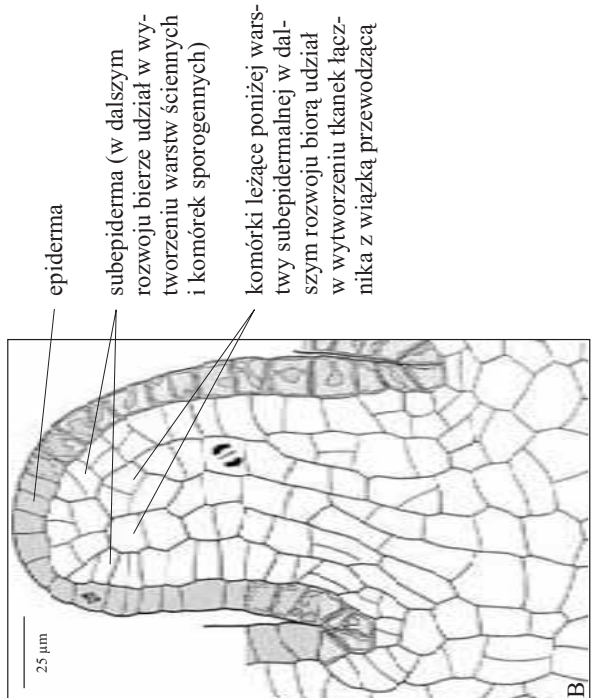 epiderma
subepiderma (w dalszym
rozwoju bierze udział w wy-
tworzeniu warstw ściennych
i komórek sporogennych)
komórki leżące poniżej wars-
twy subepidermalnej w dal-
szym rozwoju biorą udział
w wytworzeniu tkanek łącz-
nika z wiązką przewodzącą
25 μm
B